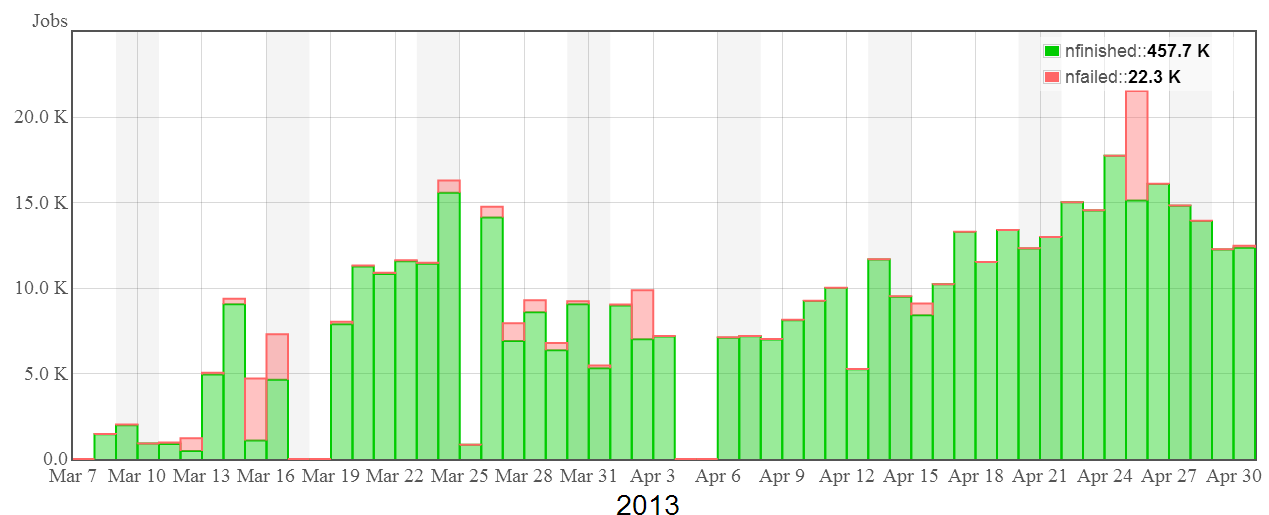 Jobs
nfinished::457.7 K
nfailed::22.3 K
20.0 K
15.0 K
10.0 K
5.0 K
0.0
Mar 7 Mar 10 Mar 13 Mar 16 Mar 19 Mar 22 Mar 25 Mar 28 Mar 31 Apr 3 Apr 6 Apr 9 Apr 12 Apr 15 Apr 18 Apr 21 Apr 24 Apr 27 Apr 30
2013